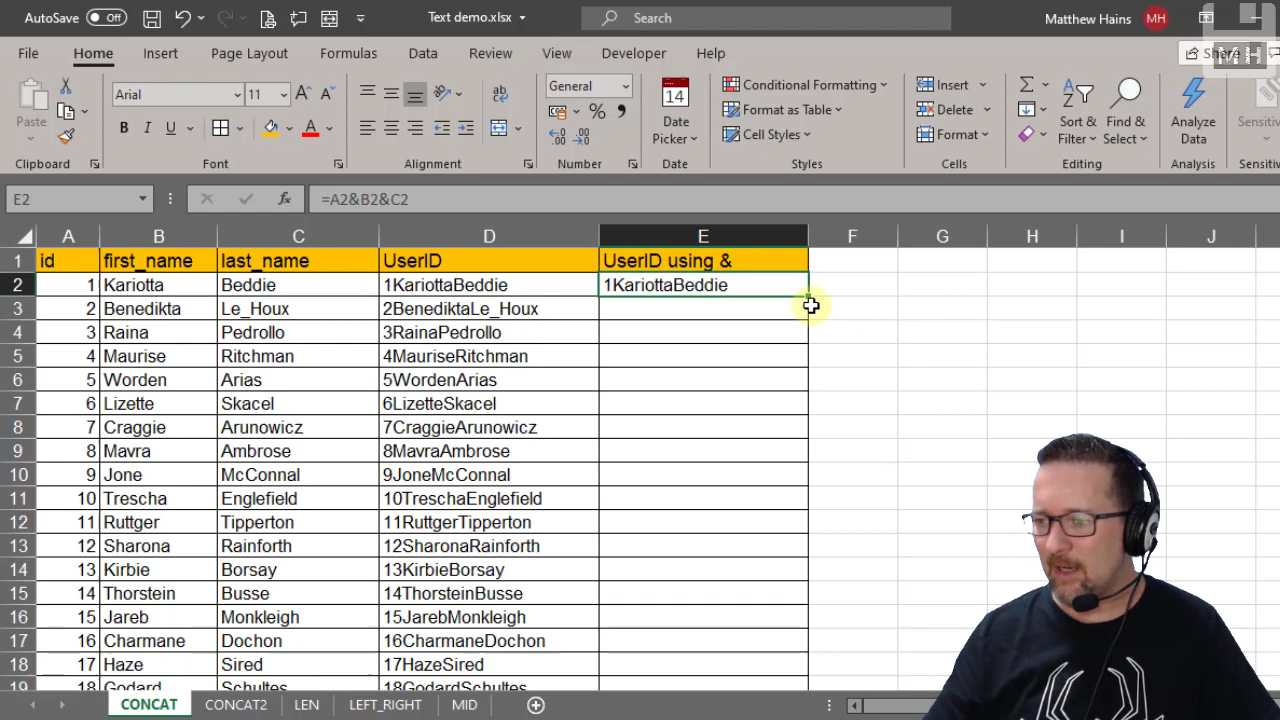 AutoSave Off Text demo.xlsx Search Matthew Hains MH
File Home Insert Page Layout Formulas Data Review View Developer Help Share
Paste Arial 11 General Conditional Formatting Insert
Format as Table Delete
Cell Styles Format
B I U A % 14 Date Picker Sort & Filter Find & Select Analyze Data
Clipboard Font Alignment Number Date Styles Cells Editing Analysis
E2 fx =A2&B2&C2
A B C D E F G H I J
1 id first_name last_name UserID UserID using &
2 1 Kariotta Beddie 1KariottaBeddie 1KariottaBeddie
3 2 Benedikta Le_Houx 2BenediktaLe_Houx
4 3 Raina Pedrollo 3RainaPedrollo
5 4 Maurise Ritchman 4MauriseRitchman
6 5 Worden Arias 5WordenArias
7 6 Lizette Skacel 6LizetteSkacel
8 7 Craggie Arunowicz 7CraggieArunowicz
9 8 Mavra Ambrose 8MavraAmbrose
10 9 Jone McConnal 9JoneMcConnal
11 10 Trescha Englefield 10TreschaEnglefield
12 11 Ruttger Tipperton 11RuttgerTipperton
13 12 Sharona Rainforth 12SharonaRainforth
14 13 Kirbie Borsay 13KirbieBorsay
15 14 Thorstein Busse 14ThorsteinBusse
16 15 Jareb Monkleigh 15JarebMonkleigh
17 16 Charmane Dochon 16CharmaneDochon
18 17 Haze Sired 17HazeSired
19 18 Godard Schultes 18GodardSchultes
CONCAT CONCAT2 LEN LEFT_RIGHT MID